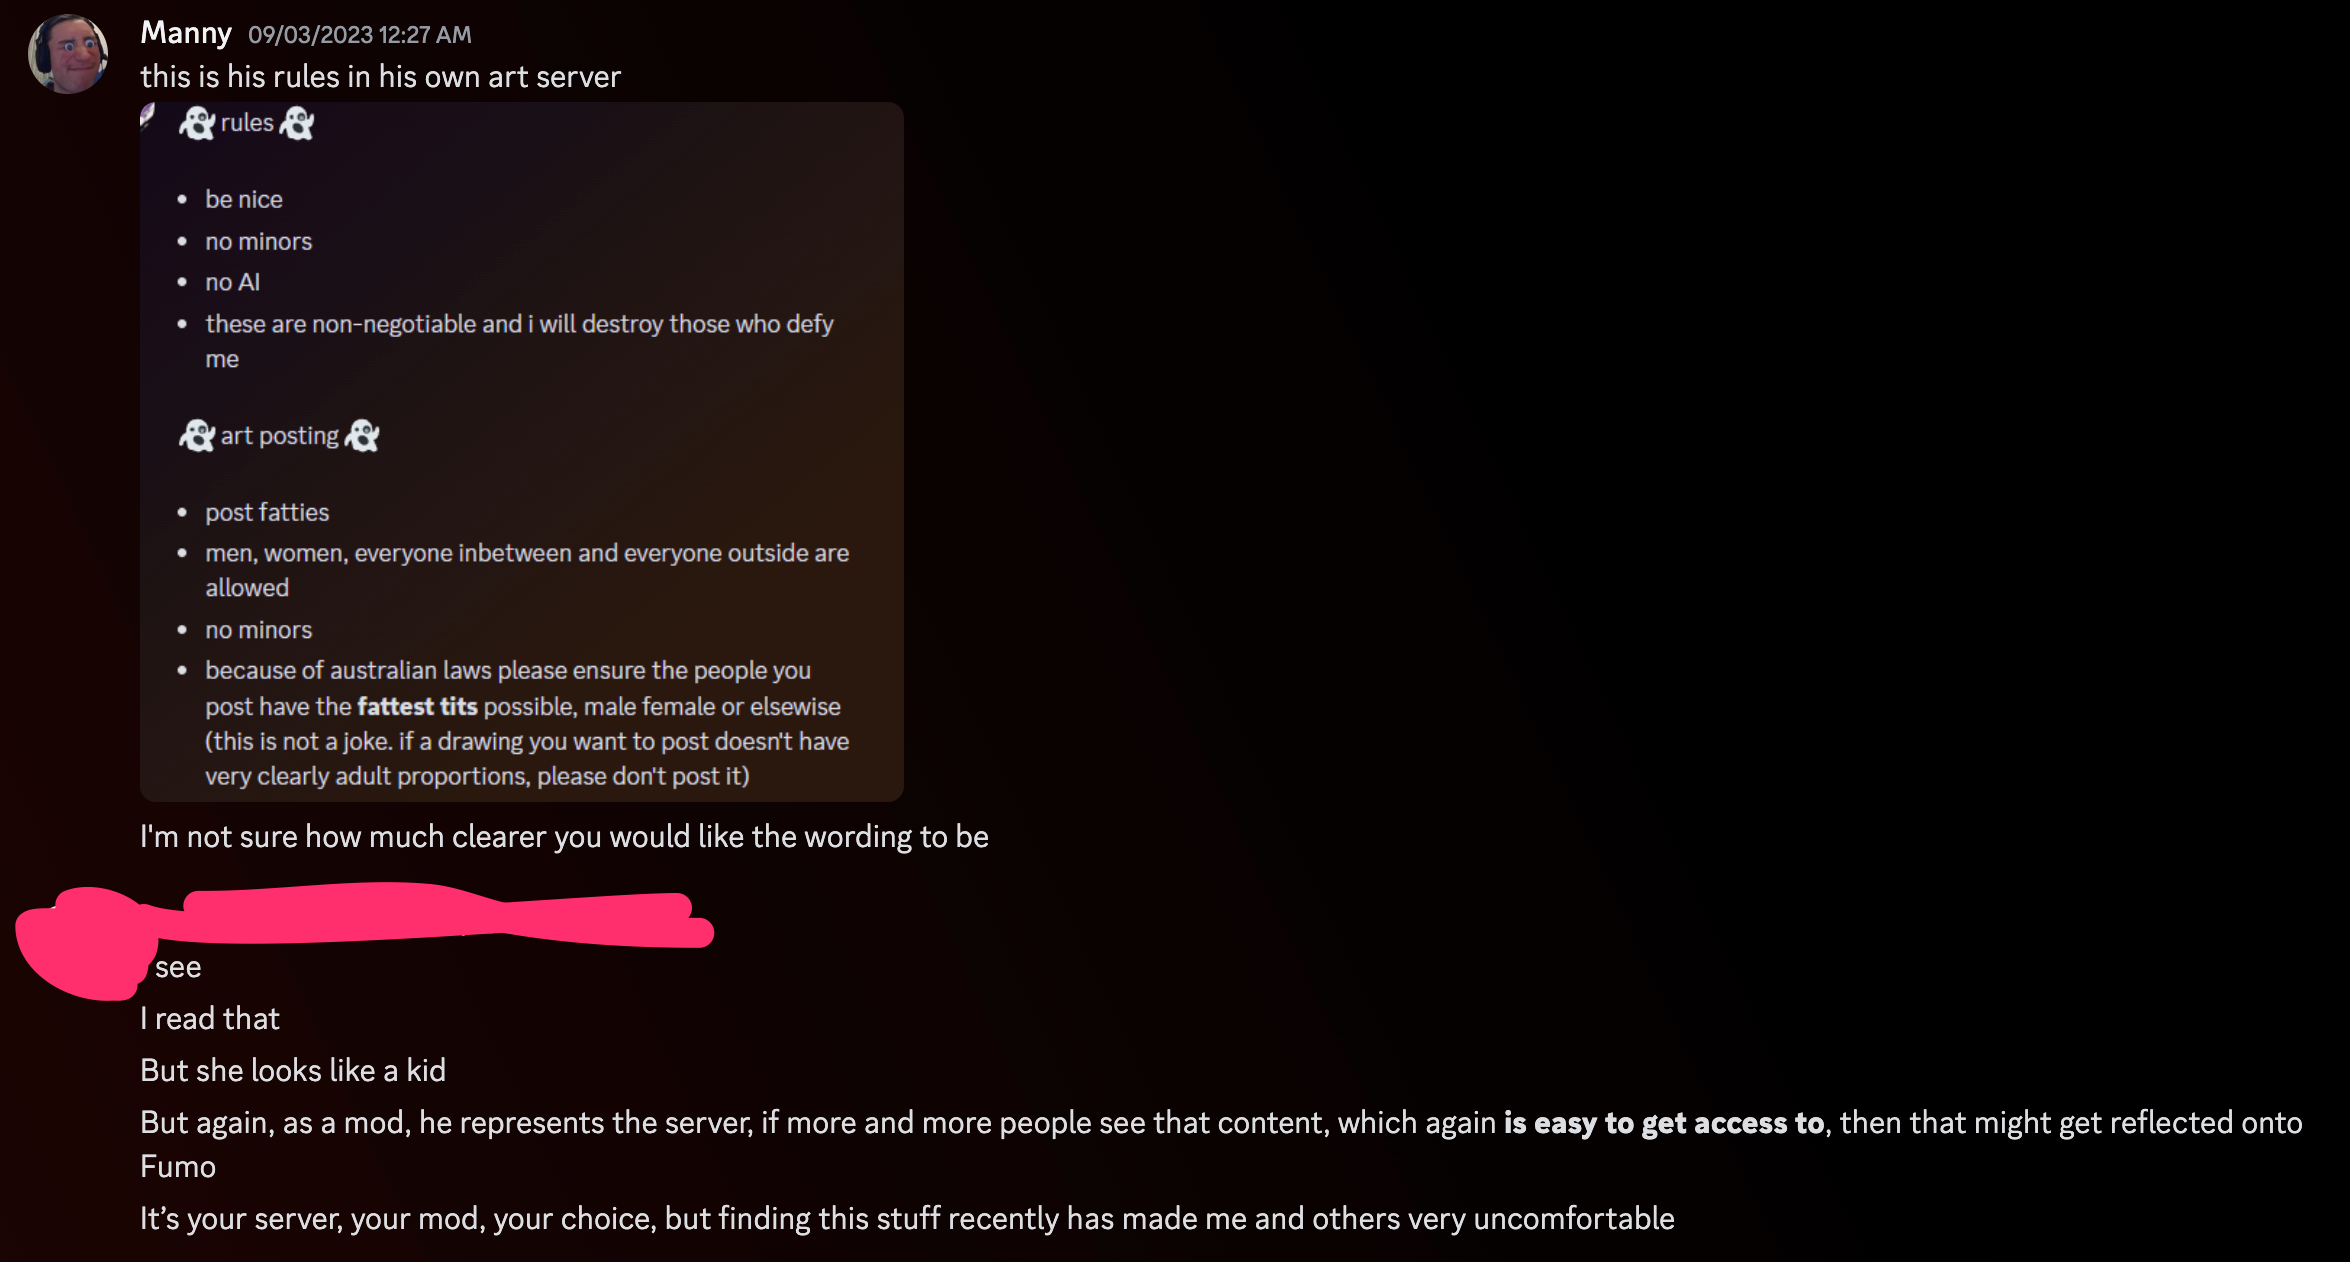 Manny 09/03/2023 12:27 AM
this is his rules in his own art server
👻 rules 👻
• be nice
• no minors
• no AI
• these are non-negotiable and i will destroy those who defy
me
👻 art posting 👻
• post fatties
• men, women, everyone inbetween and everyone outside are
allowed
• no minors
• because of australian laws please ensure the people you
post have the fattest tits possible, male female or elsewise
(this is not a joke. if a drawing you want to post doesn't have
very clearly adult proportions, please don't post it)
I'm not sure how much clearer you would like the wording to be
see
I read that
But she looks like a kid
But again, as a mod, he represents the server, if more and more people see that content, which again is easy to get access to, then that might get reflected onto
Fumo
It’s your server, your mod, your choice, but finding this stuff recently has made me and others very uncomfortable